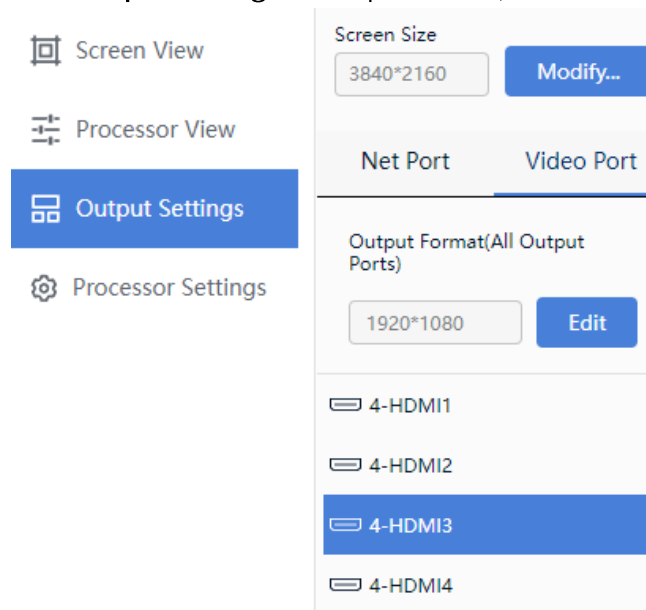 Screen View
Processor View
Output Settings
Processor Settings
Screen Size
3840*2160
Modify...
Net Port
Video Port
Output Format(All Output
Ports)
1920*1080
Edit
4-HDMI1
4-HDMI2
4-HDMI3
4-HDMI4